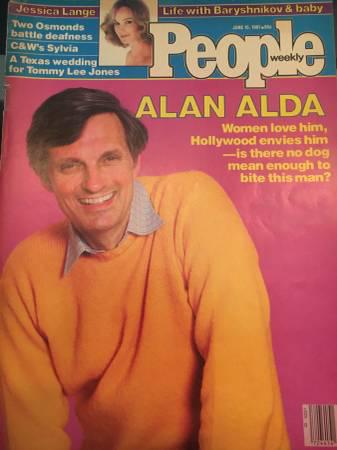 Jessica Lange
Life with Baryshnikov & baby
Two Osmonds
battle deafness
C&W's Sylvia
A Texas wedding
for Tommy Lee Jones
People
weekly
ALAN ALDA
Women love him,
Hollywood envies him
—is there no dog
mean enough to
bite this man?